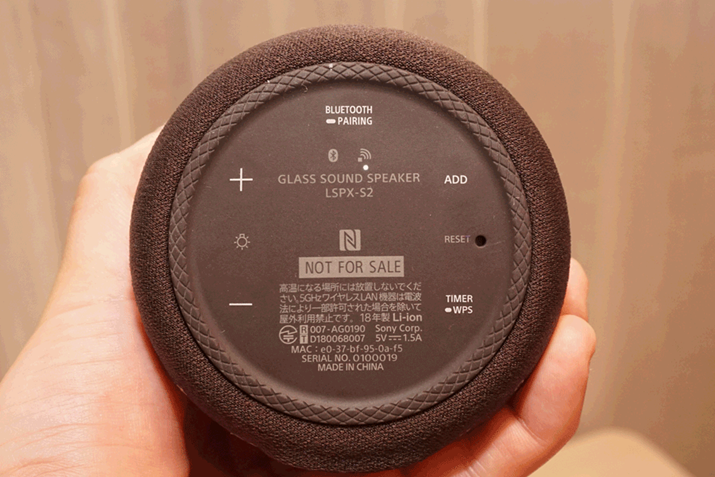 BLUETOOTH
PAIRING
+
GLASS SOUND SPEAKER
LSPX-S2
ADD
N
RESET
NOT FOR SALE
高温になる場所には放置しないでくだ
さい。5GHzワイヤレスLAN 機器は電波
法により一部許可された場合を除いて
屋外利用禁止です。 18年製 Li-ion
−
TIMER
WPS
R 007-AG0190 Sony Corp.
T D180068007 5V⎓1.5A
MAC : e0-37-bf-95-0a-f5
SERIAL NO. 0100019
MADE IN CHINA